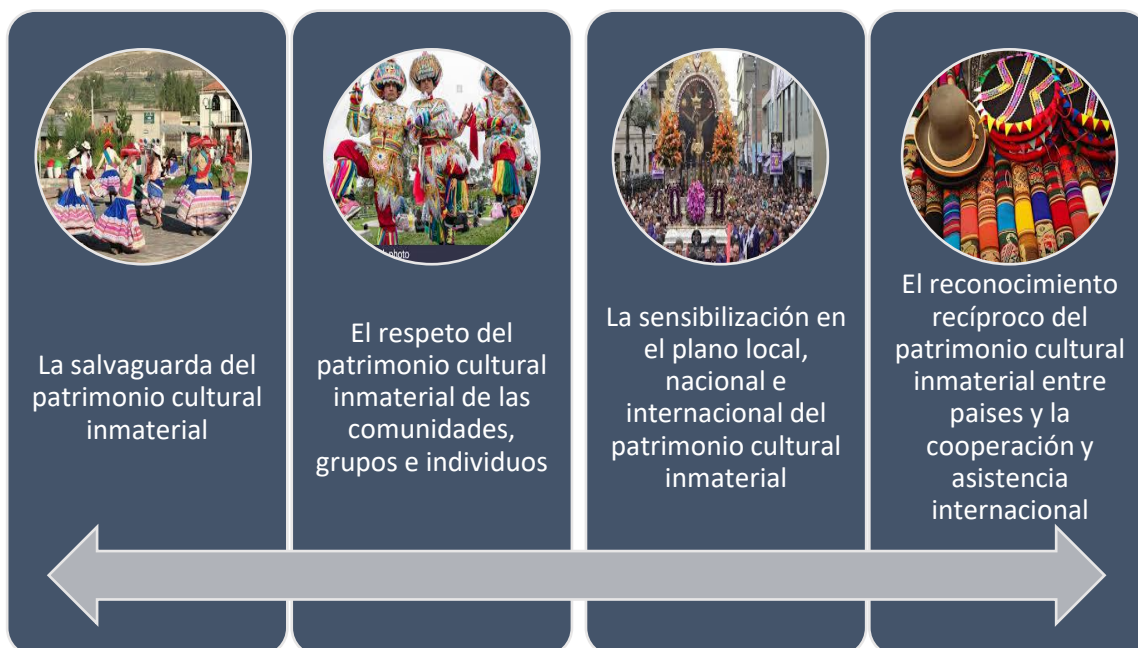 La salvaguarda del
patrimonio cultural
inmaterial
El respeto del
patrimonio cultural
inmaterial de las
comunidades,
grupos e individuos
La sensibilización en
el plano local,
nacional e
internacional del
patrimonio cultural
inmaterial
El reconocimiento
recíproco del
patrimonio cultural
inmaterial entre
paises y la
cooperación y
asistencia
internacional
photo